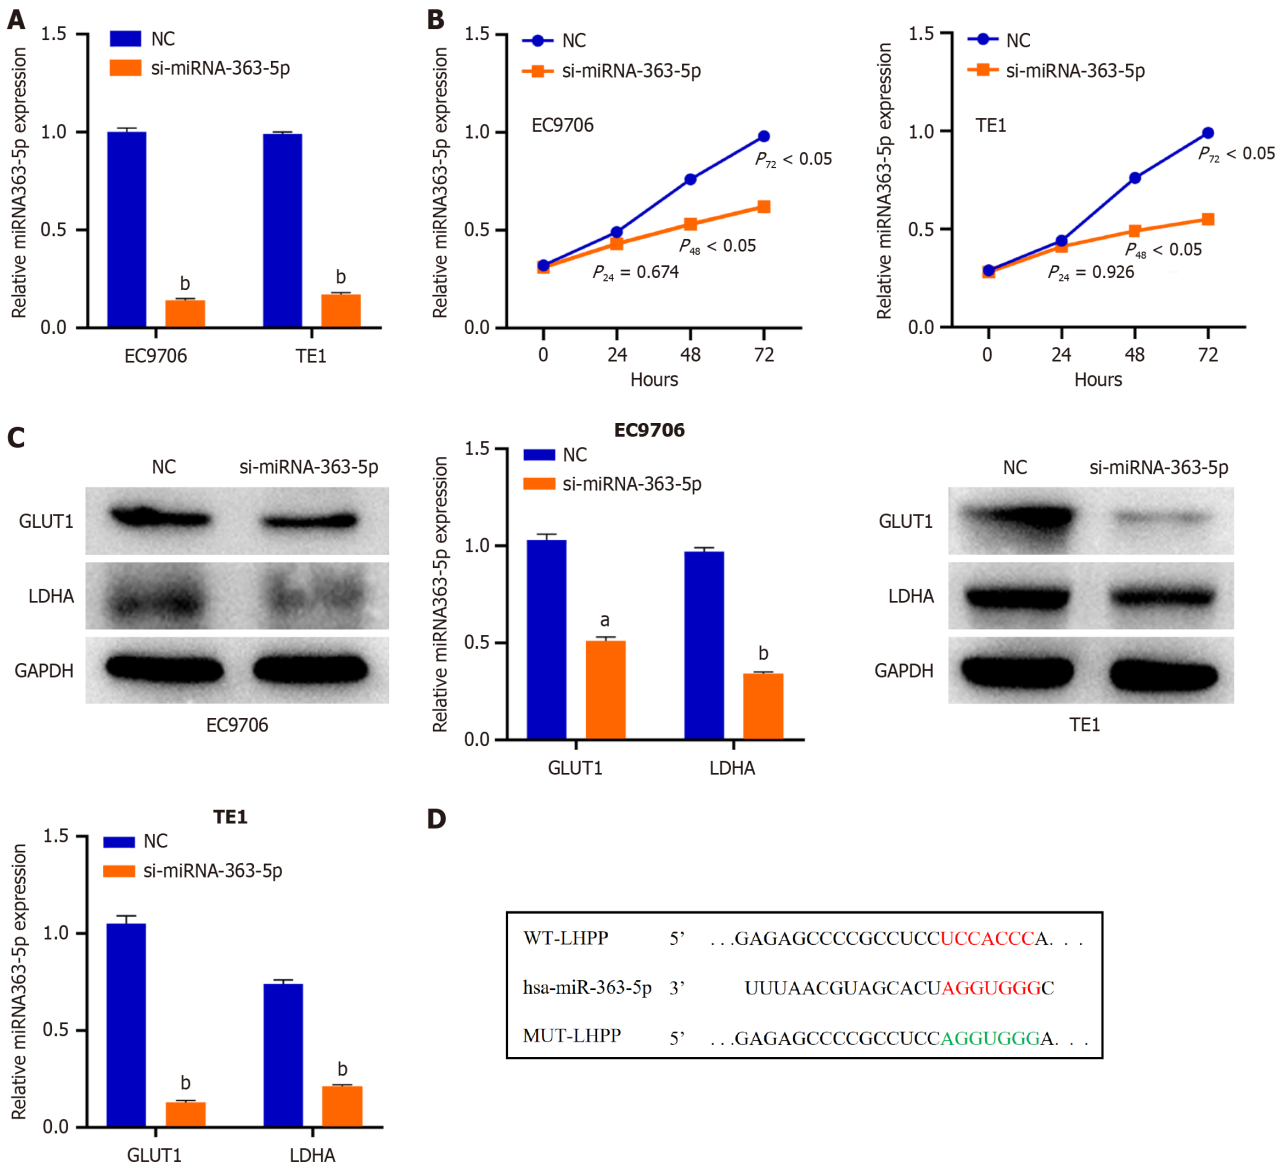 A
Relative miRNA363-5p expression
1.5
1.0
0.5
0.0
NC
si-miRNA-363-5p
b
b
EC9706
TE1
B
Relative miRNA363-5p expression
1.5
1.0
0.5
0.0
NC
si-miRNA-363-5p
EC9706
P72 < 0.05
P48 < 0.05
P24 = 0.674
0 24 48 72
Hours
Relative miRNA363-5p expression
1.5
1.0
0.5
0.0
NC
si-miRNA-363-5p
TE1
P72 < 0.05
P48 < 0.05
P24 = 0.926
0 24 48 72
Hours
C
NC si-miRNA-363-5p
GLUT1
LDHA
GAPDH
EC9706
EC9706
Relative miRNA363-5p expression
1.5
1.0
0.5
0.0
NC
si-miRNA-363-5p
a
b
GLUT1 LDHA
NC si-miRNA-363-5p
GLUT1
LDHA
GAPDH
TE1
TE1
Relative miRNA363-5p expression
1.5
1.0
0.5
0.0
NC
si-miRNA-363-5p
b
b
GLUT1 LDHA
D
WT-LHPP 5’ . . .GAGAGCCCCGCCUCCUCCACCCA. . .
hsa-miR-363-5p 3’ UUUAACGUAGCACUAGGUGGGC
MUT-LHPP 5’ . . .GAGAGCCCCGCCUCCAGGUGGGA. . .